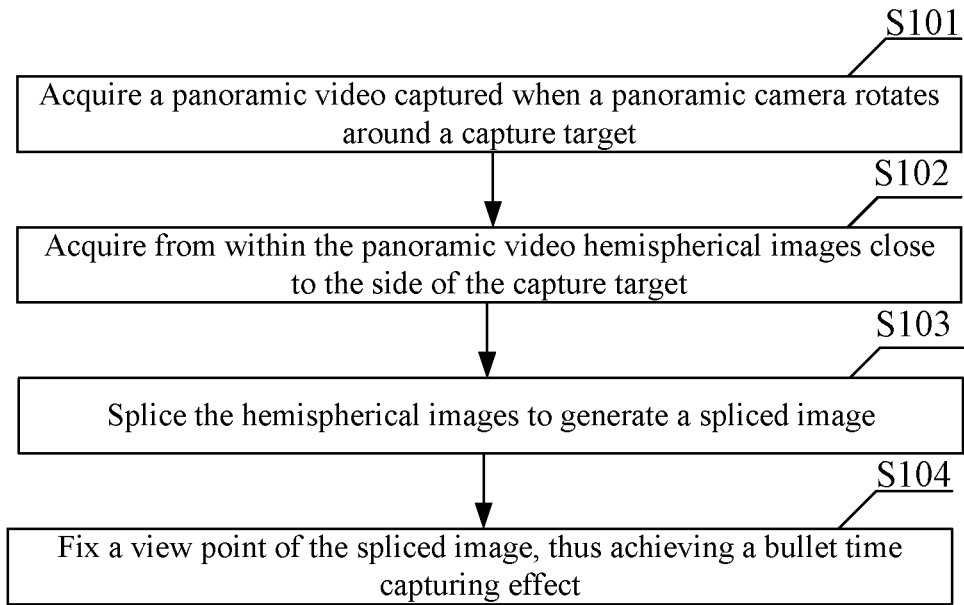 S101
Acquire a panoramic video captured when a panoramic camera rotates
around a capture target
S102
Acquire from within the panoramic video hemispherical images close
to the side of the capture target
S103
Splice the hemispherical images to generate a spliced image
S104
Fix a view point of the spliced image, thus achieving a bullet time
capturing effect